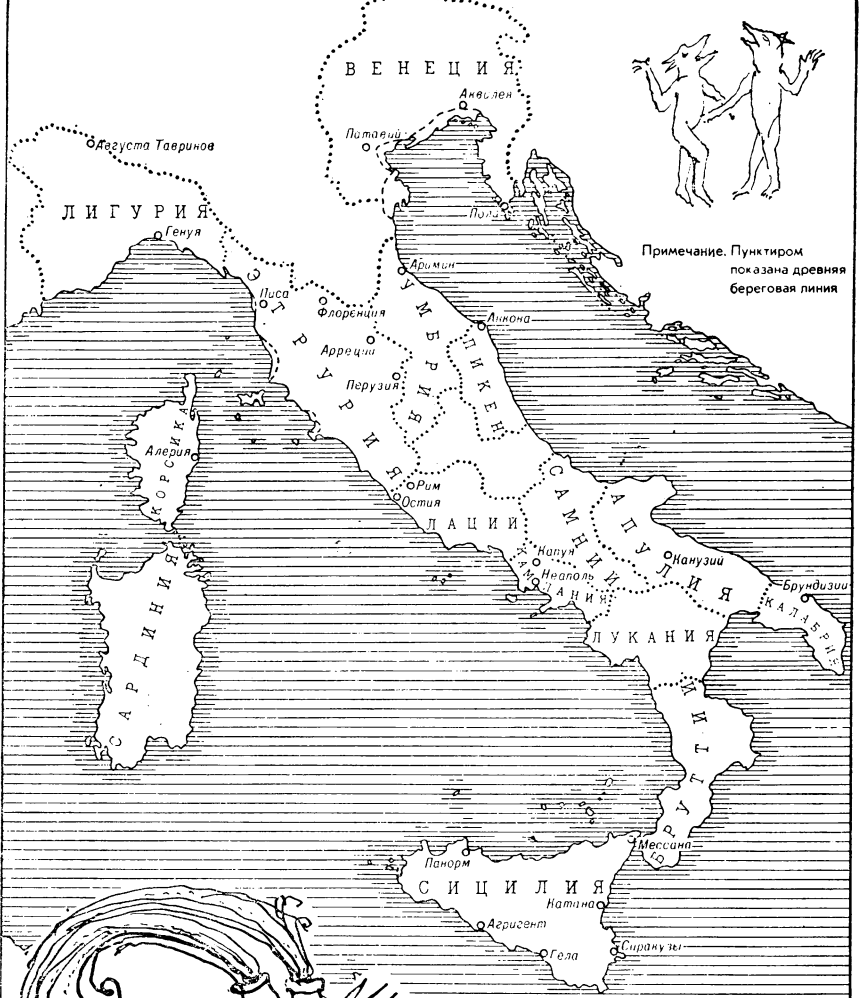 ВЕНЕЦИЯ
Аквилея
Патавий
Августа Тавринов
ЛИГУРИЯ
Генуя
Пола
Примечание. Пунктиром
показана древняя
береговая линия
Аримин
Пиза
ЭТРУРИЯ
Флоренция
УМБРИЯ
Анкона
Арреций
ПИКЕН
Перузия
КОРСИКА
Алерия
Рим
Остия
САМНИЙ
АПУЛИЯ
ЛАЦИЙ
Капуя
Канузий
КАМПАНИЯ
Неаполь
Брундизий
КАЛАБРИЯ
САРДИНИЯ
ЛУКАНИЯ
БРУТТИЙ
Мессана
Панорм
СИЦИЛИЯ
Катана
Агригент
Гела
Сиракузы